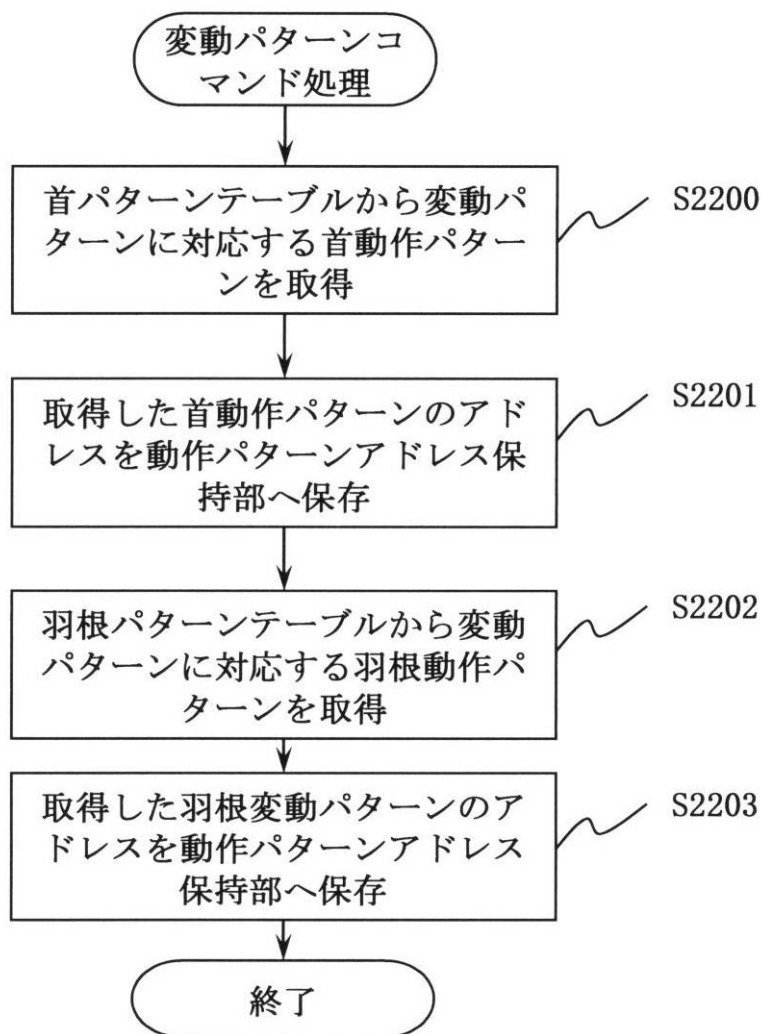 変動パターンコ
マンド処理
首パターンテーブルから変動パ
ターンに対応する首動作パター
ンを取得
S2200
取得した首動作パターンのアド
レスを動作パターンアドレス保
持部へ保存
S2201
羽根パターンテーブルから変動
パターンに対応する羽根動作パ
ターンを取得
S2202
取得した羽根変動パターンのア
ドレスを動作パターンアドレス
保持部へ保存
S2203
終了